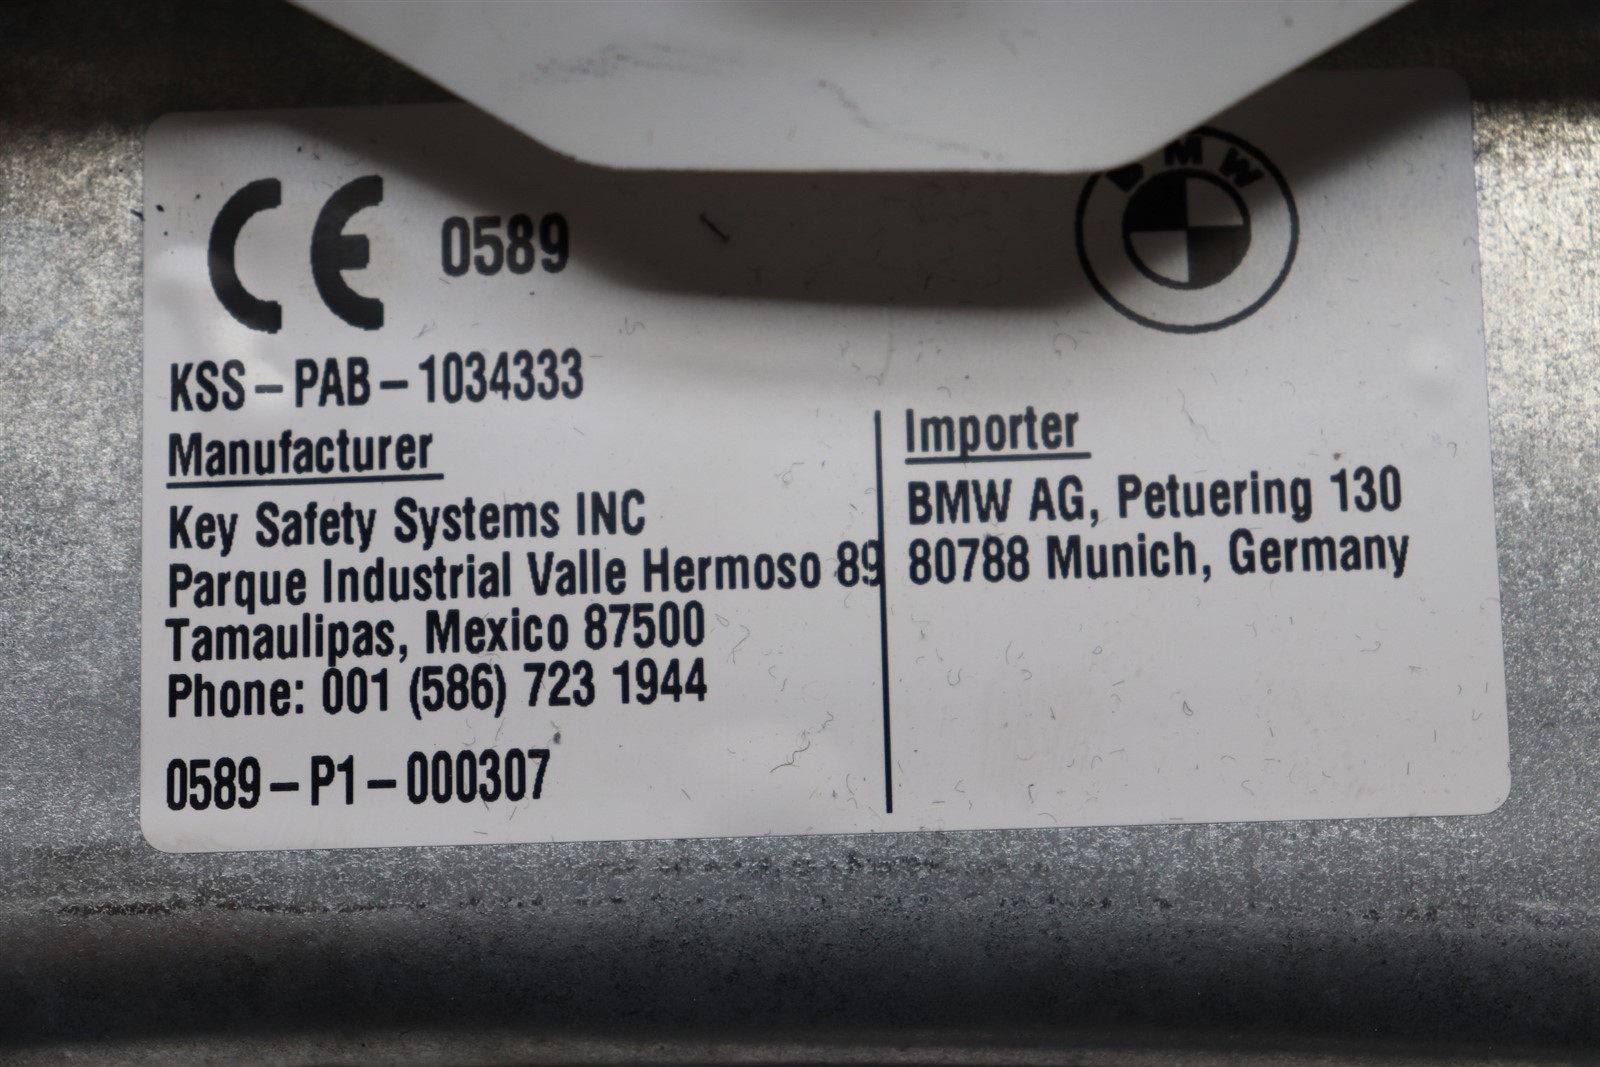 CE 0589
BMW
KSS-PAB-1034333
Manufacturer
Key Safety Systems INC
Parque Industrial Valle Hermoso 89
Tamaulipas, Mexico 87500
Phone: 001 (586) 723 1944
0589-P1-000307
Importer
BMW AG, Petuering 130
80788 Munich, Germany